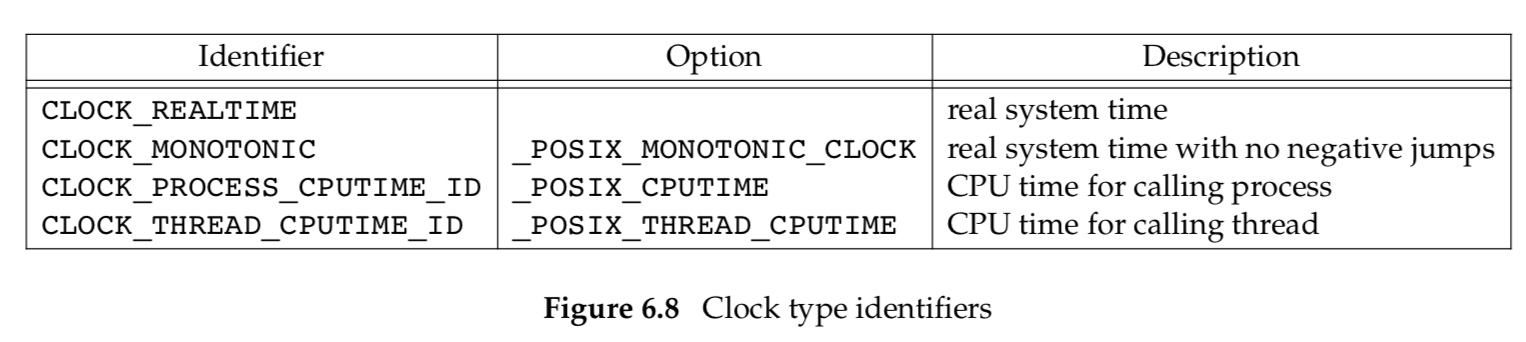 Identifier Option Description
CLOCK_REALTIME real system time
CLOCK_MONOTONIC _POSIX_MONOTONIC_CLOCK real system time with no negative jumps
CLOCK_PROCESS_CPUTIME_ID _POSIX_CPUTIME CPU time for calling process
CLOCK_THREAD_CPUTIME_ID _POSIX_THREAD_CPUTIME CPU time for calling thread
Figure 6.8 Clock type identifiers